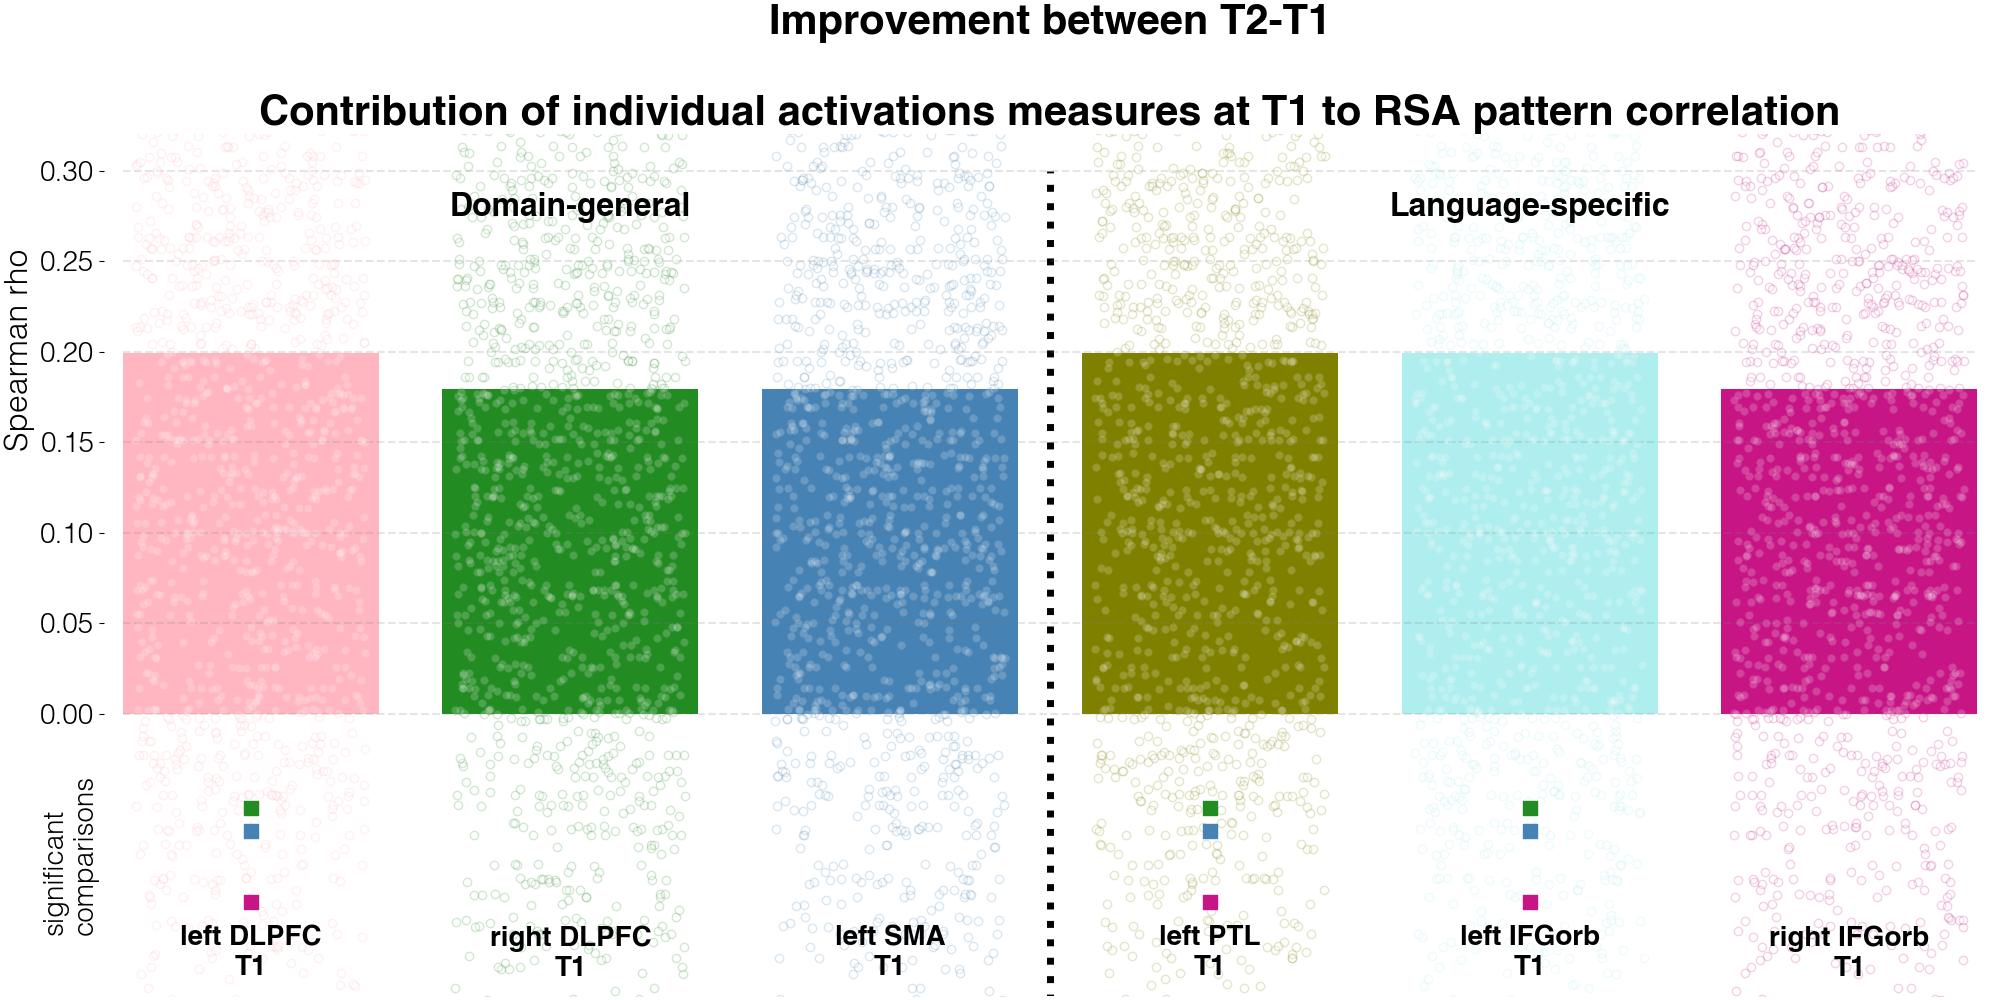 Improvement between T2-T1
Contribution of individual activations measures at T1 to RSA pattern correlation
Spearman rho
0.30
0.25
0.20
0.15
0.10
0.05
0.00
Domain-general
Language-specific
significant
comparisons
left DLPFC
T1
right DLPFC
T1
left SMA
T1
left PTL
T1
left IFGorb
T1
right IFGorb
T1